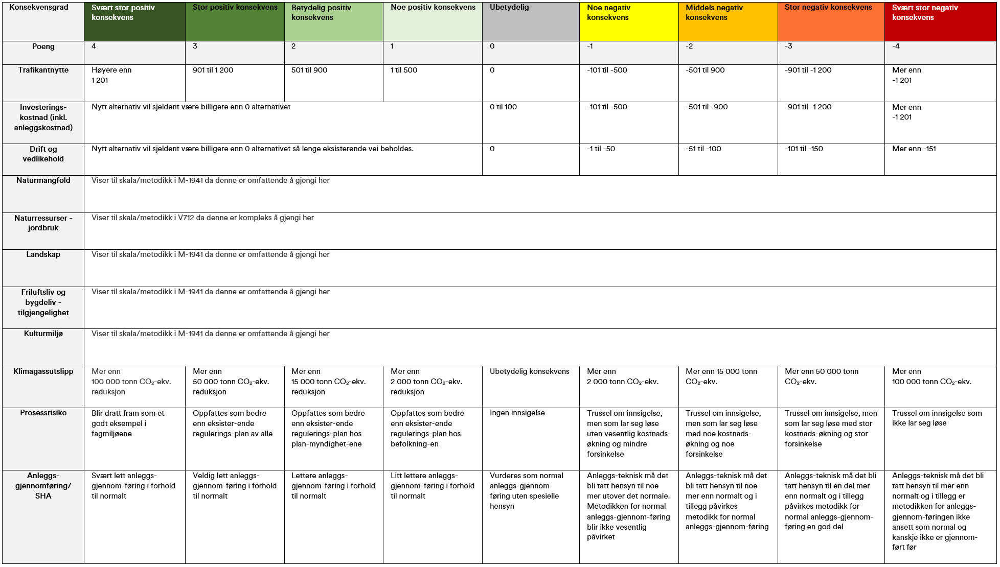 Konsekvensgrad
Svært stor positiv
konsekvens
Stor positiv konsekvens
Betydelig positiv
konsekvens
Noe positiv konsekvens
Ubetydelig
Noe negativ
konsekvens
Middels negativ
konsekvens
Stor negativ konsekvens
Svært stor negativ
konsekvens
Poeng
4
3
2
1
0
-1
-2
-3
-4
Trafikantnytte
Høyere enn
1 201
901 til 1 200
501 til 900
1 til 500
0
-101 til -500
-501 til 900
-901 til -1 200
Mer enn
-1 201
Investerings-
kostnad (inkl.
anleggskostnad)
Nytt alternativ vil sjeldent være billigere enn 0 alternativet
0 til 100
-101 til -500
-501 til -900
-901 til -1 200
Mer enn
-1 201
Drift og
vedlikehold
Nytt alternativ vil sjeldent være billigere enn 0 alternativet så lenge eksisterende vei beholdes.
0
-1 til -50
-51 til -100
-101 til -150
Mer enn -151
Naturmangfold
Viser til skala/metodikk i M-1941 da denne er omfattende å gjengi her
Naturressurser -
jordbruk
Viser til skala/metodikk i V712 da denne er kompleks å gjengi her
Landskap
Viser til skala/metodikk i M-1941 da denne er omfattende å gjengi her
Friluftsliv og
bygdeliv -
tilgjengelighet
Viser til skala/metodikk i M-1941 da denne er omfattende å gjengi her
Kulturmiljø
Viser til skala/metodikk i M-1941 da denne er omfattende å gjengi her
Klimagassutslipp
Mer enn
100 000 tonn CO₂-ekv.
reduksjon
Mer enn
50 000 tonn CO₂-ekv.
reduksjon
Mer enn
15 000 tonn CO₂-ekv.
reduksjon
Mer enn
2 000 tonn CO₂-ekv.
reduksjon
Ubetydelig konsekvens
Mer enn
2 000 tonn CO₂-ekv.
Mer enn 15 000 tonn
CO₂-ekv.
Mer enn 50 000 tonn
CO₂-ekv.
Mer enn
100 000 tonn CO₂-ekv.
Prosessrisiko
Blir dratt fram som et
godt eksempel i
fagmiljøene
Oppfattes som bedre
enn eksister-ende
regulerings-plan av alle
Oppfattes som bedre
enn eksister-ende
regulerings-plan hos
plan-myndighet-ene
Oppfattes som bedre
enn eksister-ende
regulerings-plan hos
befolkning-en
Ingen innsigelse
Trussel om innsigelse,
men som lar seg løse
uten vesentlig kostnads-
økning og mindre
forsinkelse
Trussel om innsigelse,
men som lar seg løse
med noe kostnads-
økning og noe
forsinkelse
Trussel om innsigelse, men
som lar seg løse med stor
kostnads-økning og stor
forsinkelse
Trussel om innsigelse som
ikke lar seg løse
Anleggs-
gjennomføring/
SHA
Svært lett anleggs-
gjennom-føring i forhold
til normalt
Veldig lett anleggs-
gjennom-føring i forhold
til normalt
Lettere anleggs-
gjennom-føring i forhold
til normalt
Litt lettere anleggs-
gjennom-føring i forhold
til normalt
Vurderes som normal
anleggs-gjennom-
føring uten spesielle
hensyn
Anleggs-teknisk må det
bli tatt hensyn til noe
mer utover det normale.
Metodikken for normal
anleggs-gjennom-føring
blir ikke vesentlig
påvirket
Anleggs-teknisk må det
bli tatt hensyn til noe
mer enn normalt og i
tillegg påvirkes
metodikk for normal
anleggs-gjennom-føring
Anleggs-teknisk må det bli
tatt hensyn til en del mer
enn normalt og i tillegg
påvirkes metodikk for
normal anleggs-gjennom-
føring en god del
Anleggs-teknisk må det bli
tatt hensyn til mer enn
normalt og i tillegg er
metodikken for anleggs-
gjennom-føringen ikke
ansett som normal og
kanskje ikke er gjennom-
ført før